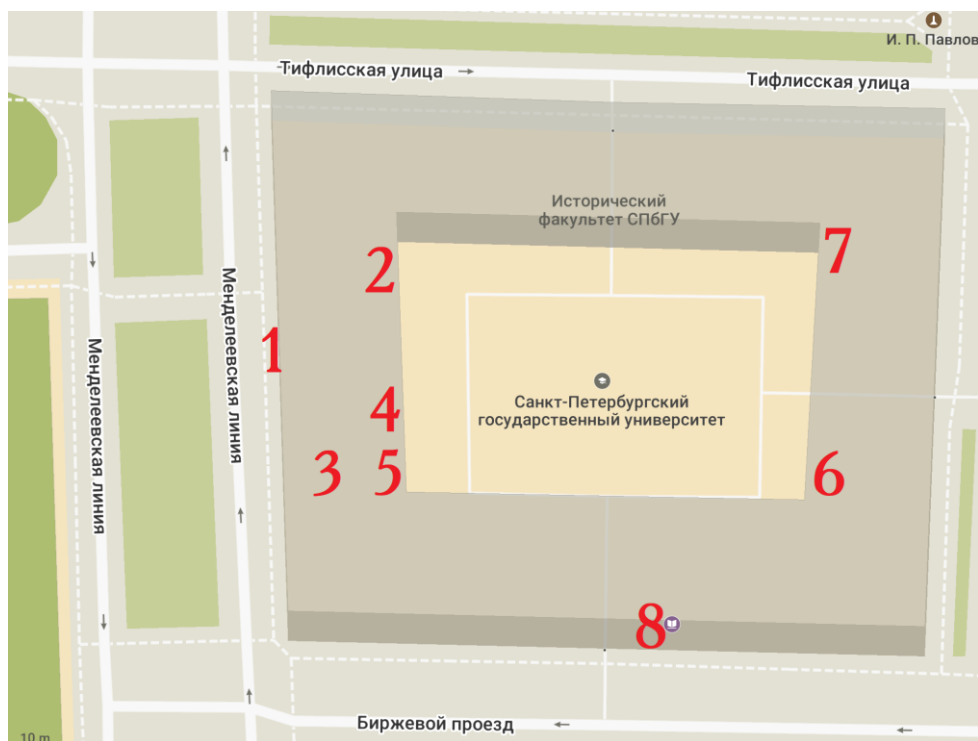 И. П. Павлов
Тифлисская улица
Тифлисская улица
Исторический
факультет СПбГУ
7
2
Менделеевская линия
1
Менделеевская линия
Санкт-Петербургский
государственный университет
4
3
5
6
8
Биржевой проезд
10 m